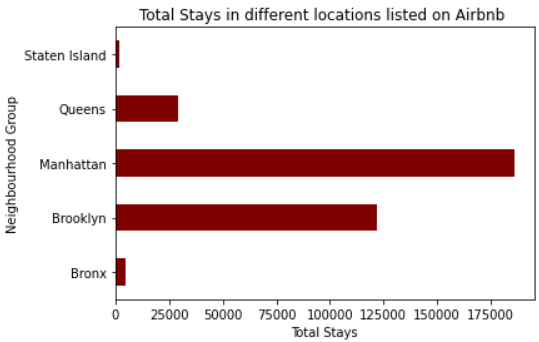 Total Stays in different locations listed on Airbnb
Neighbourhood Group
Staten Island
Queens
Manhattan
Brooklyn
Bronx
0 25000 50000 75000 100000 125000 150000 175000
Total Stays